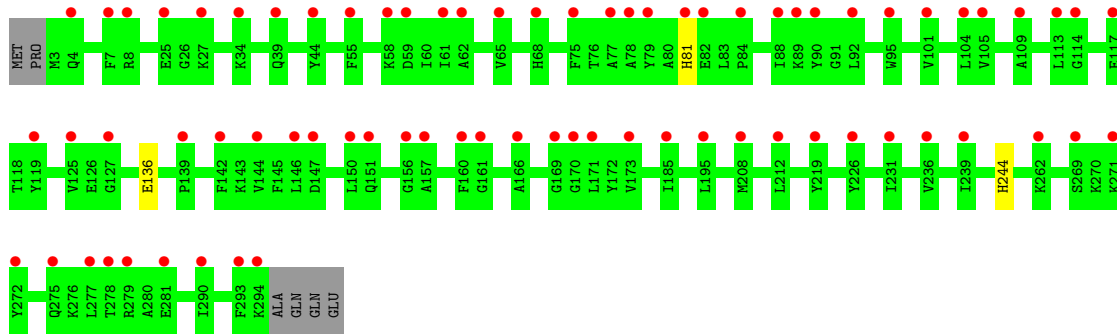 MET PRO M3 Q4 F7 R8 E25 G26 K27 K34 Q39 Y44 F55 K58 D59 I60 I61 A62 V65 H68 F75 T76 A77 A78 Y79 A80 H81 E82 L83 P84 I88 K89 Y90 G91 L92 W95 V101 L104 V105 A109 L113 G114 E117
T118 Y119 V125 E126 G127 E136 P139 F142 K143 V144 F145 L146 D147 L150 Q151 G156 A157 F160 G161 A166 G169 G170 L171 Y172 V173 I185 L195 M208 L212 Y219 Y226 I231 V236 I239 H244 K262 S269 K270 K271
Y272 Q275 K276 L277 T278 R279 A280 E281 I290 F293 K294 ALA GLN GLN GLU